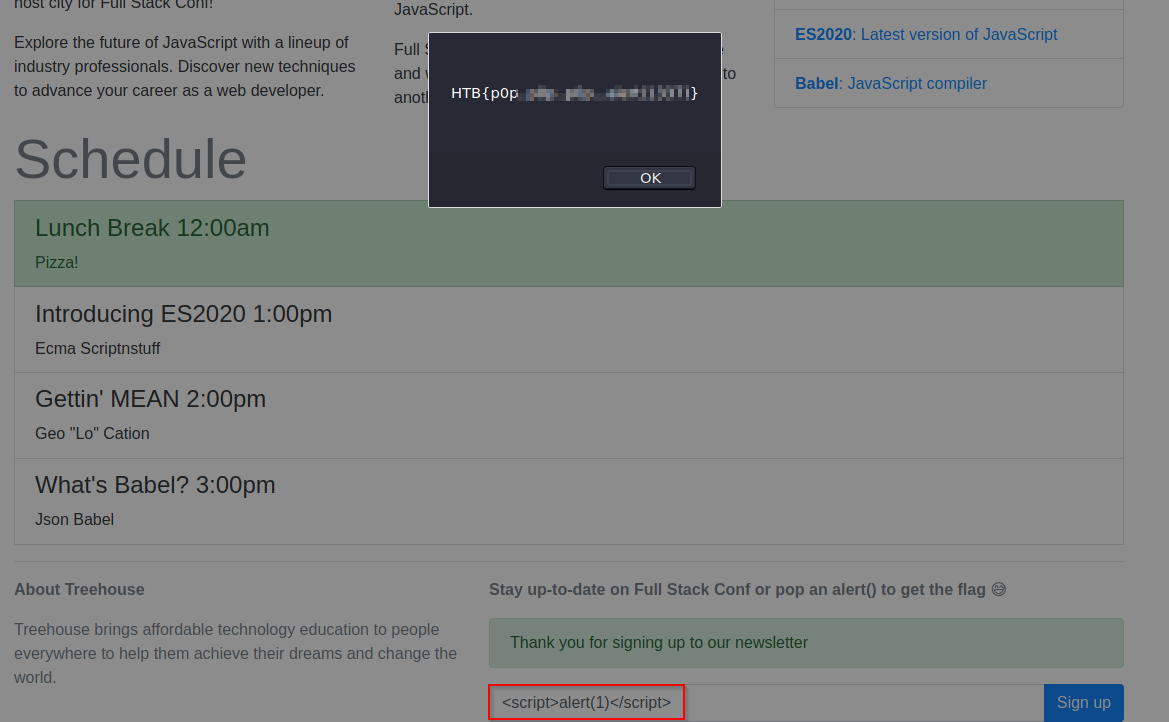 host city for Full Stack Conf!
Explore the future of JavaScript with a lineup of
industry professionals. Discover new techniques
to advance your career as a web developer.
JavaScript.
Full
and
to
ES2020: Latest version of JavaScript
Babel: JavaScript compiler
HTB{p0p }
OK
Schedule
Lunch Break 12:00am
Pizza!
Introducing ES2020 1:00pm
Ecma Scriptnstuff
Gettin' MEAN 2:00pm
Geo "Lo" Cation
What's Babel? 3:00pm
Json Babel
About Treehouse
Treehouse brings affordable technology education to people
everywhere to help them achieve their dreams and change the
world.
Stay up-to-date on Full Stack Conf or pop an alert() to get the flag 😅
Thank you for signing up to our newsletter
<script>alert(1)</script>
Sign up